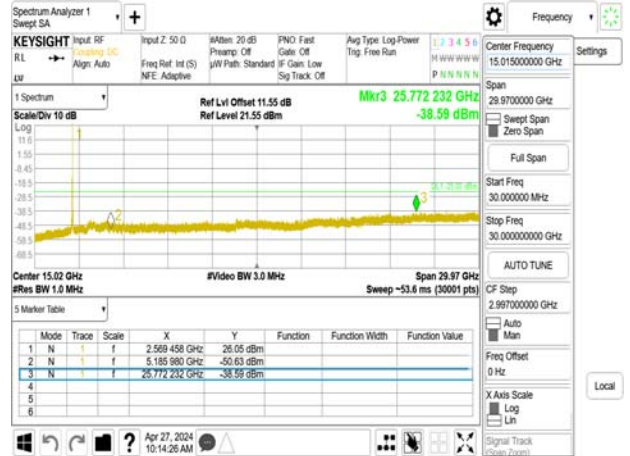 Spectrum Analyzer 1
Swept SA
Frequency
KEYSIGHT
RL
Input: RF
Coupling: DC
Align: Auto
Input Z: 50 Ω
Freq Ref: Int (S)
NFE: Adaptive
#Atten: 20 dB
Preamp: Off
µW Path: Standard
PNO: Fast
Gate: Off
IF Gain: Low
Sig Track: Off
Avg Type: Log-Power
Trig: Free Run
1 2 3 4 5 6
M W W W W W
P N N N N N
Center Frequency
15.015000000 GHz
Settings
Span
29.9700000 GHz
Swept Span
Zero Span
Full Span
Start Freq
30.000000 MHz
Stop Freq
30.000000000 GHz
AUTO TUNE
CF Step
2.997000000 GHz
Auto
Man
Freq Offset
0 Hz
X Axis Scale
Log
Lin
Signal Track
(Span Zoom)
Local
1 Spectrum
Scale/Div 10 dB
Ref Lvl Offset 11.55 dB
Ref Level 21.55 dBm
Mkr3 25.772 232 GHz
-38.59 dBm
Log
11.6
1.55
-8.45
-18.5
-28.5
-38.5
-48.5
-58.5
-68.5
1
2
3
Center 15.02 GHz
#Res BW 1.0 MHz
#Video BW 3.0 MHz
Span 29.97 GHz
Sweep ~53.6 ms (30001 pts)
5 Marker Table
Mode Trace Scale X Y Function Function Width Function Value
1 N 1 f 2.569 458 GHz 26.05 dBm
2 N 1 f 5.185 980 GHz -50.63 dBm
3 N 1 f 25.772 232 GHz -38.59 dBm
4
5
6
?
Apr 27, 2024
10:14:26 AM